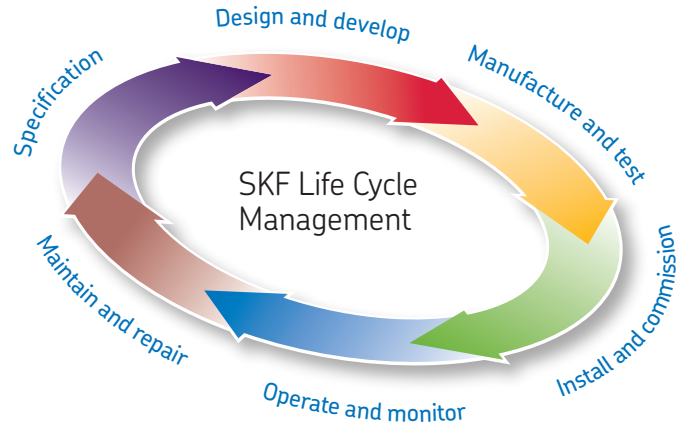 Design and develop
Specification
Manufacture and test
SKF Life Cycle
Management
Install and commission
Maintain and repair
Operate and monitor